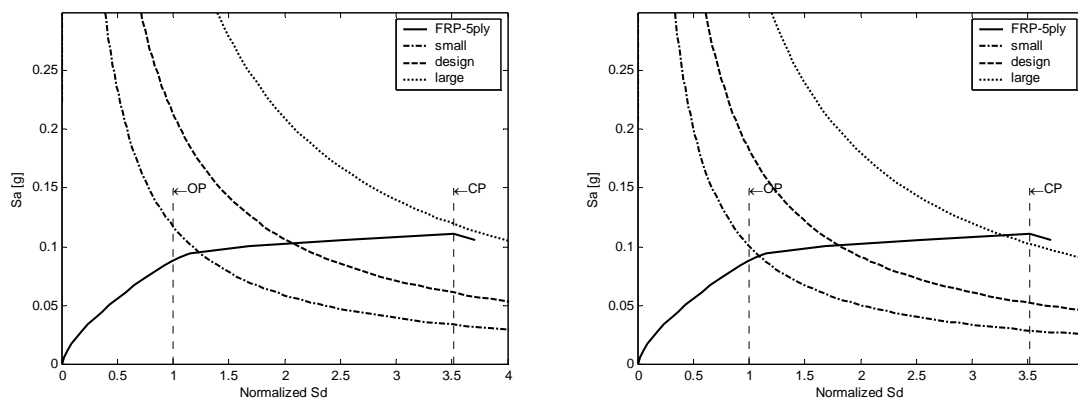 FRP-5ply
small
design
large
0.25
0.2
0.15
0.1
0.05
0
Sa [g]
←OP
←CP
0 0.5 1 1.5 2 2.5 3 3.5 4
Normalized Sd
FRP-5ply
small
design
large
0.25
0.2
0.15
0.1
0.05
0
Sa [g]
←OP
←CP
0 0.5 1 1.5 2 2.5 3 3.5
Normalized Sd